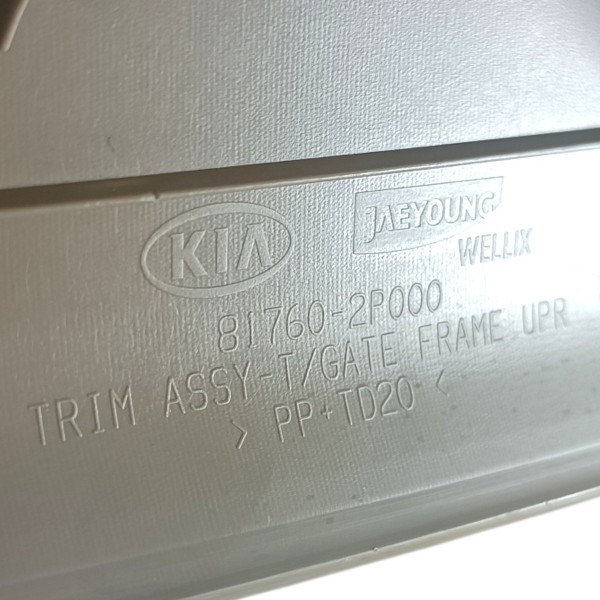 KIA
JAEYOUNG
WELLIX
81760-2P000
TRIM ASSY-T/GATE FRAME UPR
> PP+TD20 <